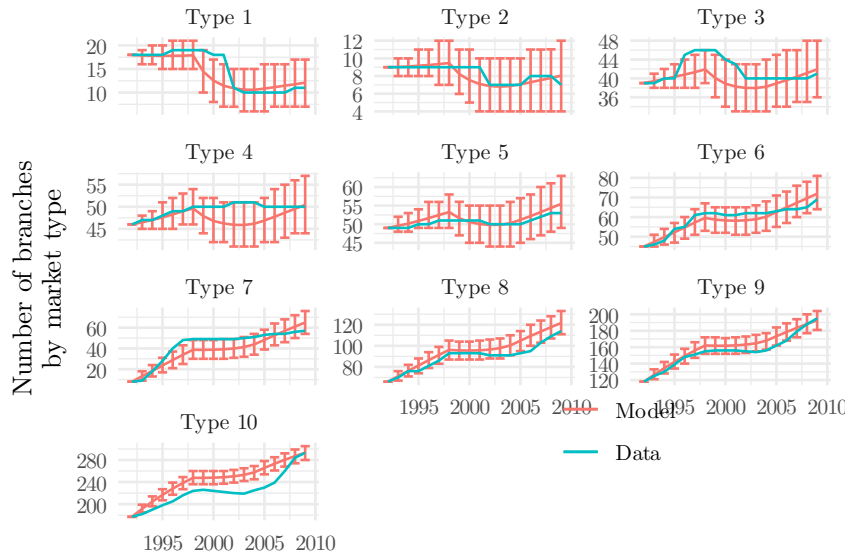 Number of branches
by market type
Type 1
20
15
10
Type 2
12
10
8
6
4
Type 3
48
44
40
36
Type 4
55
50
45
Type 5
60
55
50
45
Type 6
80
70
60
50
Type 7
60
40
20
Type 8
120
100
80
1995 2000 2005 2010
Type 9
200
180
160
140
120
1995 2000 2005 2010
Type 10
280
240
200
1995 2000 2005 2010
Model
Data